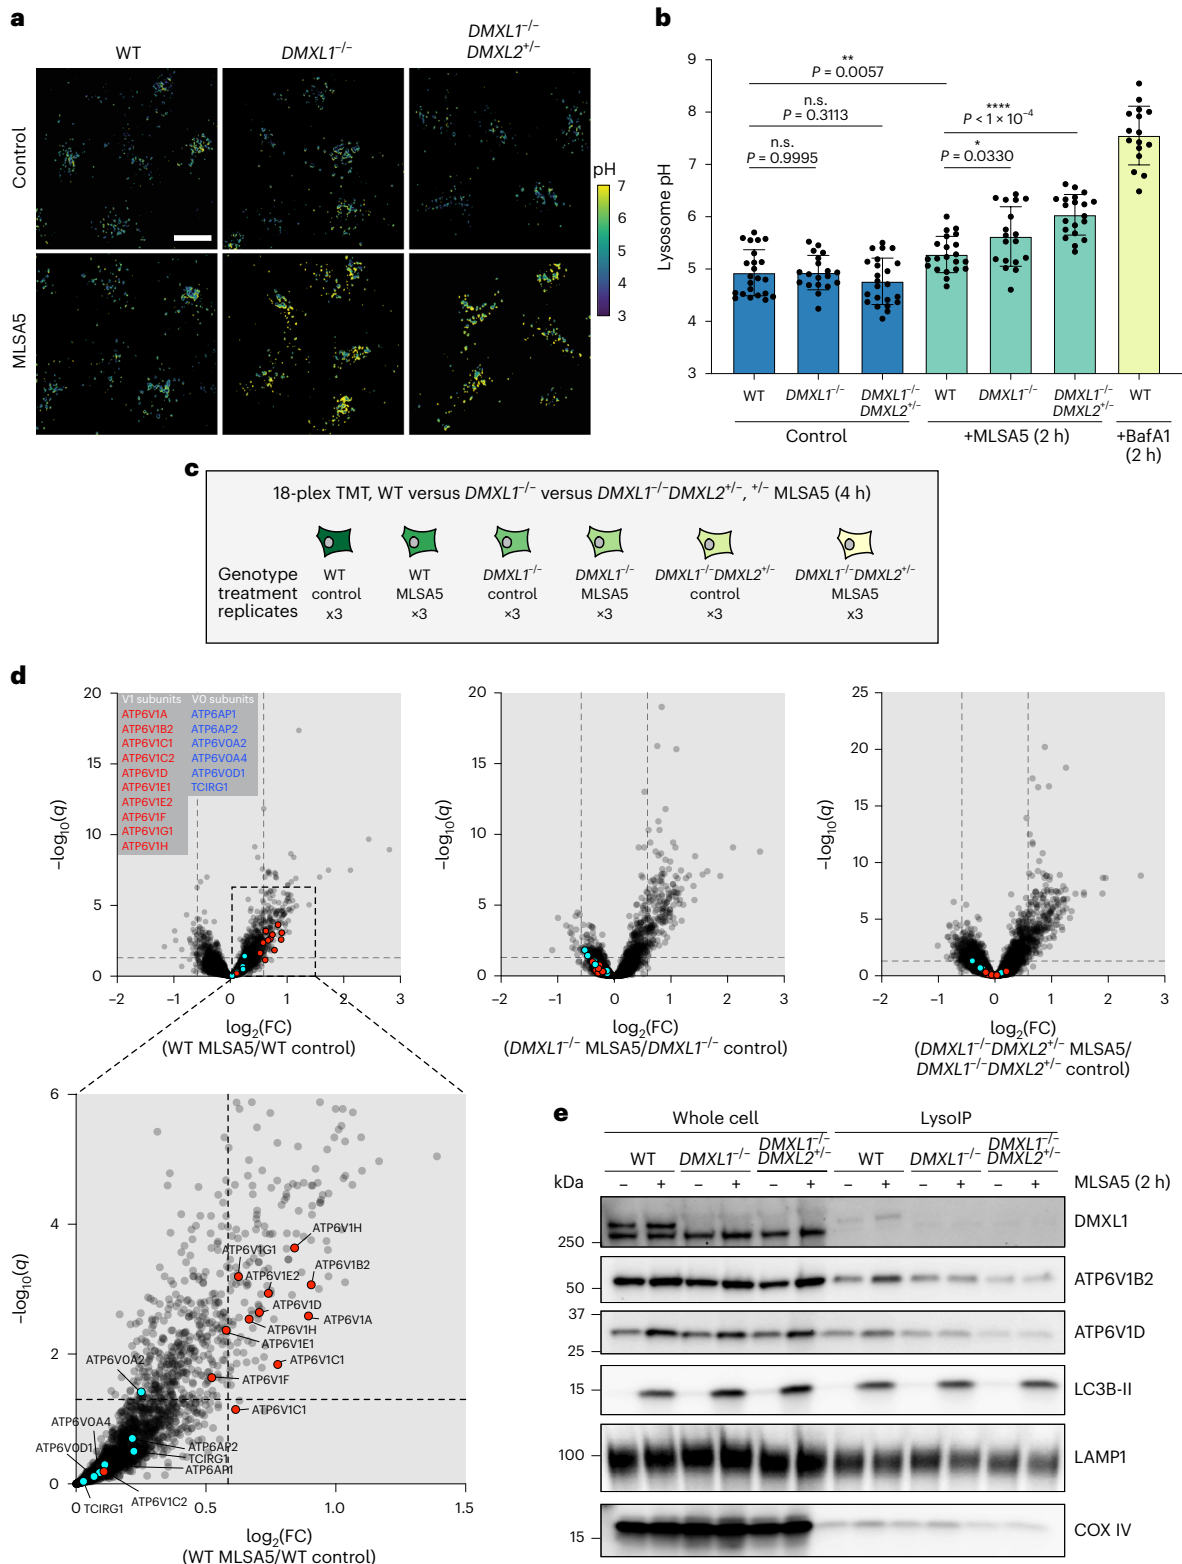 a
WT
DMXL1−/−
DMXL1−/−
DMXL2+/−
Control
MLSA5
pH
7
6
5
4
3
b
Lysosome pH
9
8
7
6
5
4
3
**
P = 0.0057
n.s.
P = 0.3113
n.s.
P = 0.9995
****
P < 1 × 10−4
*
P = 0.0330
WT
DMXL1−/−
DMXL1−/−
DMXL2+/−
WT
DMXL1−/−
DMXL1−/−
DMXL2+/−
WT
Control
+MLSA5 (2 h)
+BafA1
(2 h)
c
18-plex TMT, WT versus DMXL1−/− versus DMXL1−/−DMXL2+/−, +/− MLSA5 (4 h)
Genotype WT WT DMXL1−/− DMXL1−/− DMXL1−/−DMXL2+/− DMXL1−/−DMXL2+/−
treatment control MLSA5 control MLSA5 control MLSA5
replicates x3 ×3 ×3 ×3 ×3 x3
d
−log10(q)
20
15
10
5
0
V1 subunits V0 subunits
ATP6V1A ATP6AP1
ATP6V1B2 ATP6AP2
ATP6V1C1 ATP6V0A2
ATP6V1C2 ATP6V0A4
ATP6V1D ATP6V0D1
ATP6V1E1 TCIRG1
ATP6V1E2
ATP6V1F
ATP6V1G1
ATP6V1H
−2 −1 0 1 2 3
log2(FC)
(WT MLSA5/WT control)
−log10(q)
20
15
10
5
0
−2 −1 0 1 2 3
log2(FC)
(DMXL1−/− MLSA5/DMXL1−/− control)
−log10(q)
25
20
15
10
5
0
−2 −1 0 1 2 3
log2(FC)
(DMXL1−/−DMXL2+/− MLSA5/
DMXL1−/−DMXL2+/− control)
−log10(q)
6
4
2
0
ATP6V1H
ATP6V1G1
ATP6V1B2
ATP6V1E2
ATP6V1D
ATP6V1A
ATP6V1H
ATP6V1E1
ATP6V1C1
ATP6V0A2
ATP6V1F
ATP6V1C1
ATP6V0A4
ATP6V0D1
ATP6AP2
TCIRG1
ATP6AP1
TCIRG1
ATP6V1C2
0 0.5 1.0 1.5
log2(FC)
(WT MLSA5/WT control)
e
Whole cell LysoIP
WT DMXL1−/− DMXL1−/− DMXL2+/− WT DMXL1−/− DMXL1−/− DMXL2+/−
kDa − + − + − + − + − + − + MLSA5 (2 h)
250 DMXL1
50 ATP6V1B2
37
25 ATP6V1D
15 LC3B-II
100 LAMP1
15 COX IV